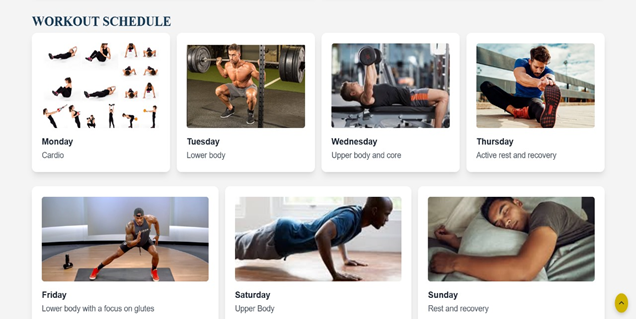 WORKOUT SCHEDULE
Monday
Cardio
Tuesday
Lower body
Wednesday
Upper body and core
Thursday
Active rest and recovery
Friday
Lower body with a focus on glutes
Saturday
Upper Body
Sunday
Rest and recovery